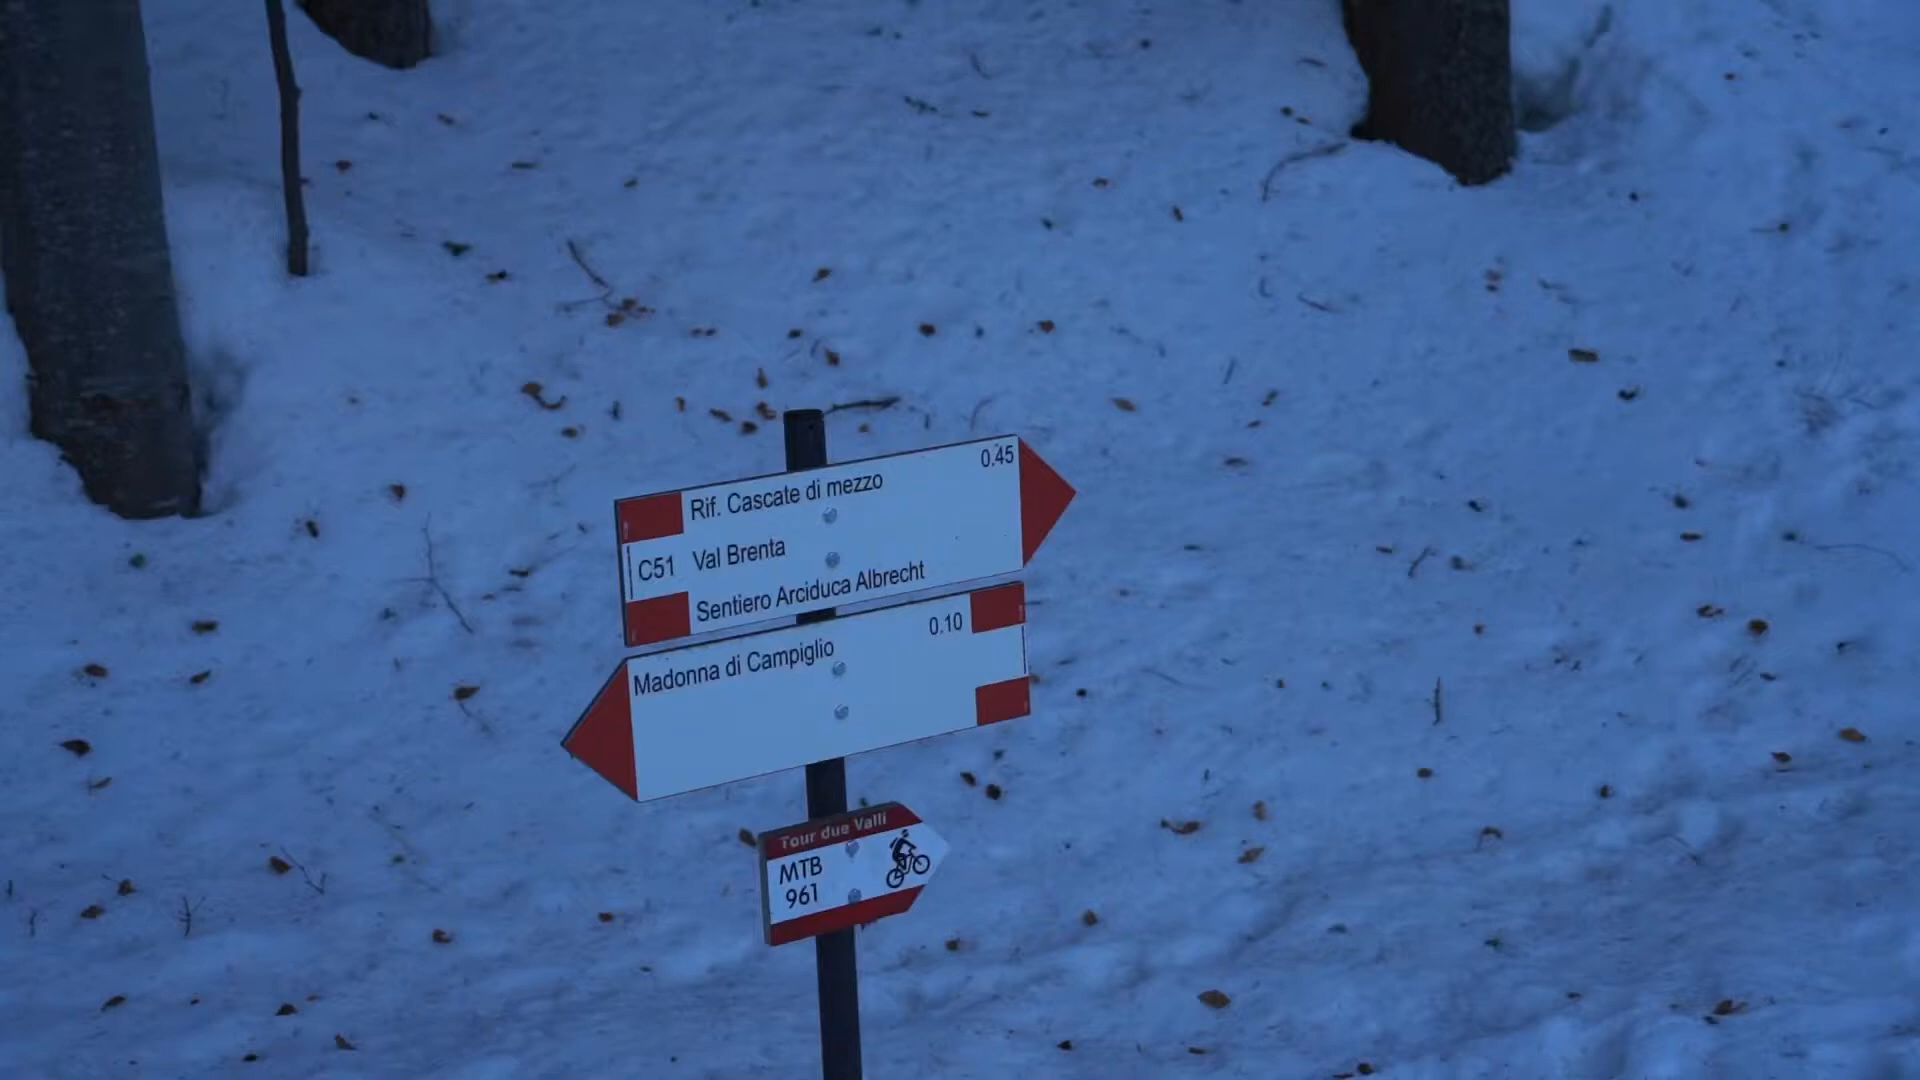 0.45
Rif. Cascate di mezzo
C51 Val Brenta
Sentiero Arciduca Albrecht
0.10
Madonna di Campiglio
Tour due Valli
MTB
961